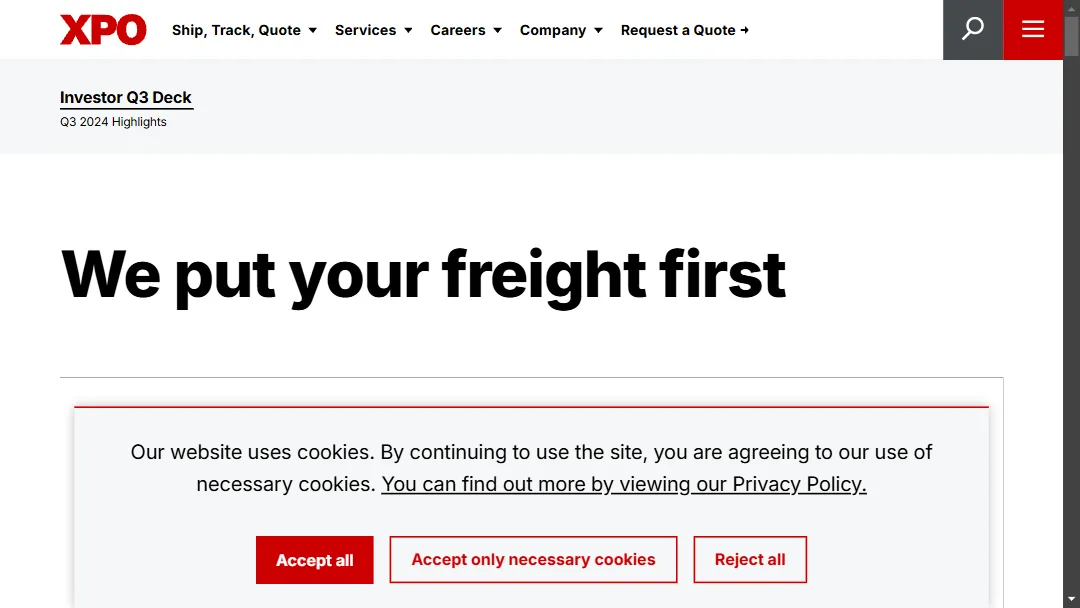 XPO
Ship, Track, Quote
Services
Careers
Company
Request a Quote
Investor Q3 Deck
Q3 2024 Highlights
We put your freight first
Our website uses cookies. By continuing to use the site, you are agreeing to our use of
necessary cookies. You can find out more by viewing our Privacy Policy.
Accept all
Accept only necessary cookies
Reject all